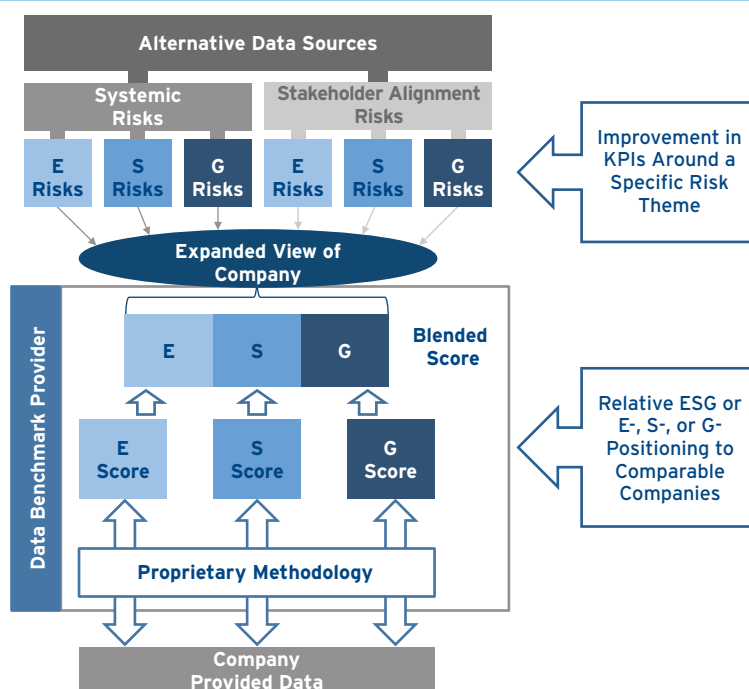 Alternative Data Sources
Systemic
Risks
Stakeholder Alignment
Risks
E
Risks
S
Risks
G
Risks
E
Risks
S
Risks
G
Risks
Improvement in
KPIs Around a
Specific Risk
Theme
Expanded View of
Company
Data Benchmark Provider
E
S
G
Blended
Score
E
Score
S
Score
G
Score
Relative ESG or
E-, S-, or G-
Positioning to
Comparable
Companies
Proprietary Methodology
Company
Provided Data